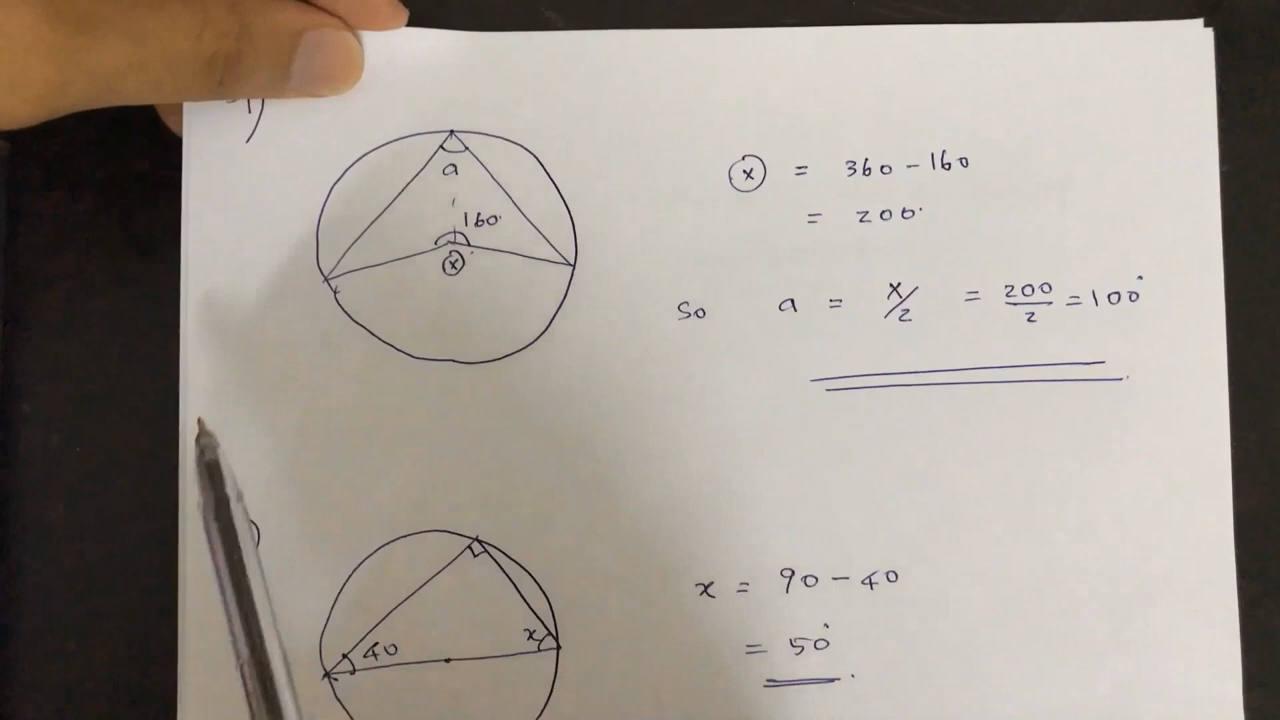 a
160°
x
x = 360 - 160
= 200°
So a = x/2 = 200/2 = 100°
40
x
x = 90 - 40
= 50°